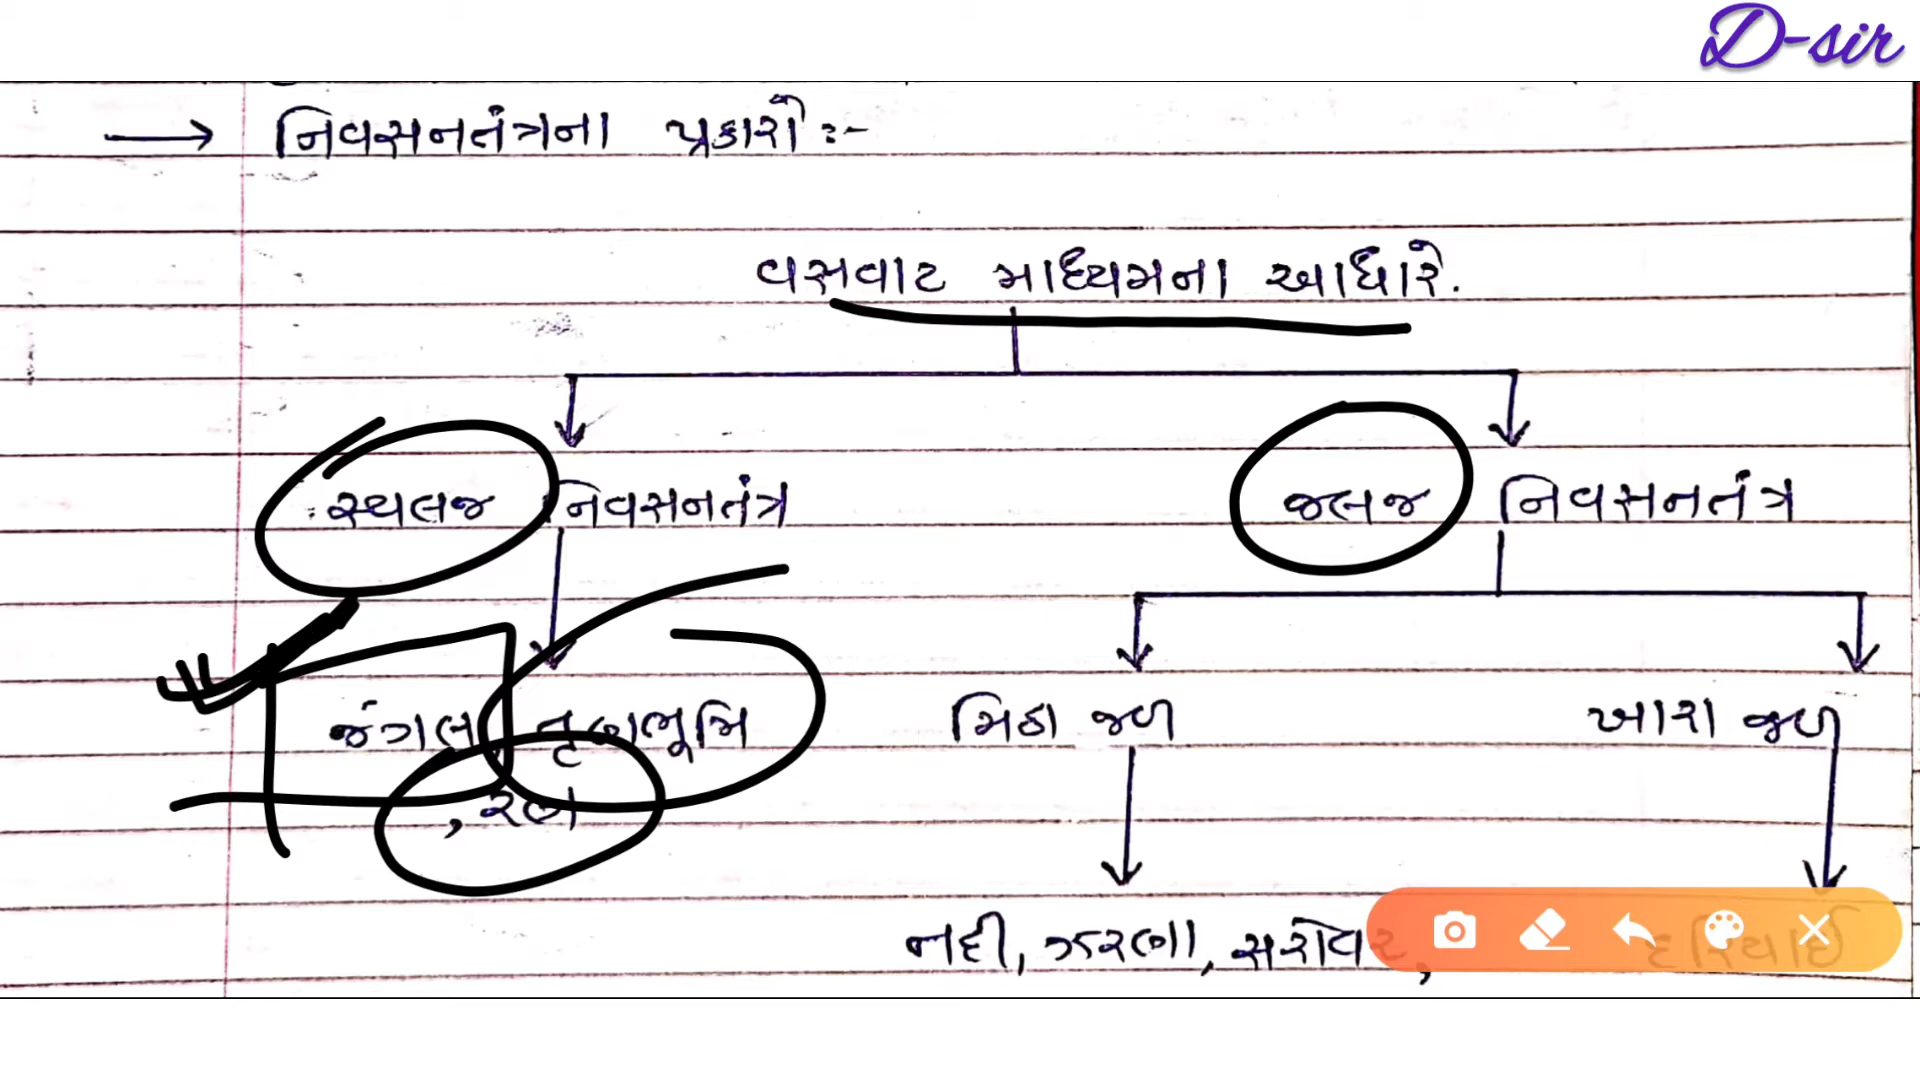 D-sir
→ નિવસનતંત્રના પ્રકારો :-
વસવાટ માધ્યમના આધારે.
સ્થલજ નિવસનતંત્ર
જલજ નિવસનતંત્ર
જંગલ, તૃણભૂમિ
, રણ
મિઠા જળ
ખારા જળ
નદી, ઝરણા, સરોવર,
દરિયાઈ